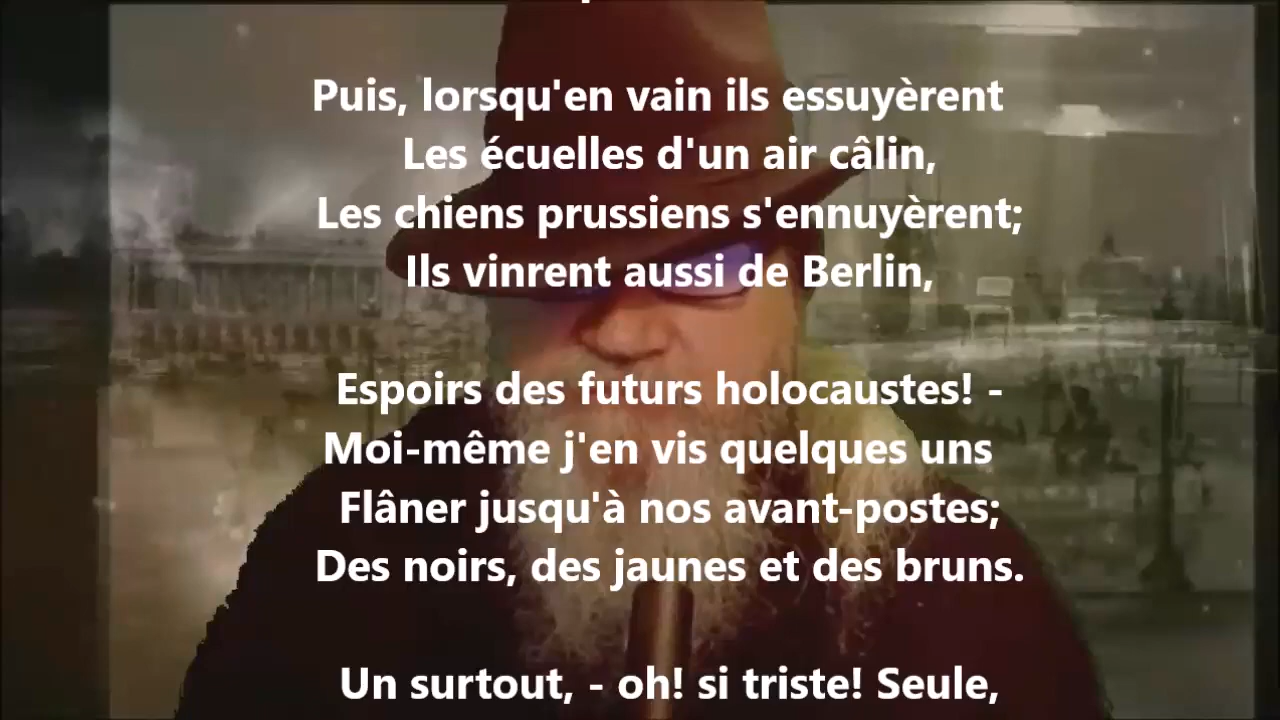 Puis, lorsqu'en vain ils essuyèrent
Les écuelles d'un air câlin,
Les chiens prussiens s'ennuyèrent;
Ils vinrent aussi de Berlin,
Espoirs des futurs holocaustes! -
Moi-même j'en vis quelques uns
Flâner jusqu'à nos avant-postes;
Des noirs, des jaunes et des bruns.
Un surtout, - oh! si triste! Seule,